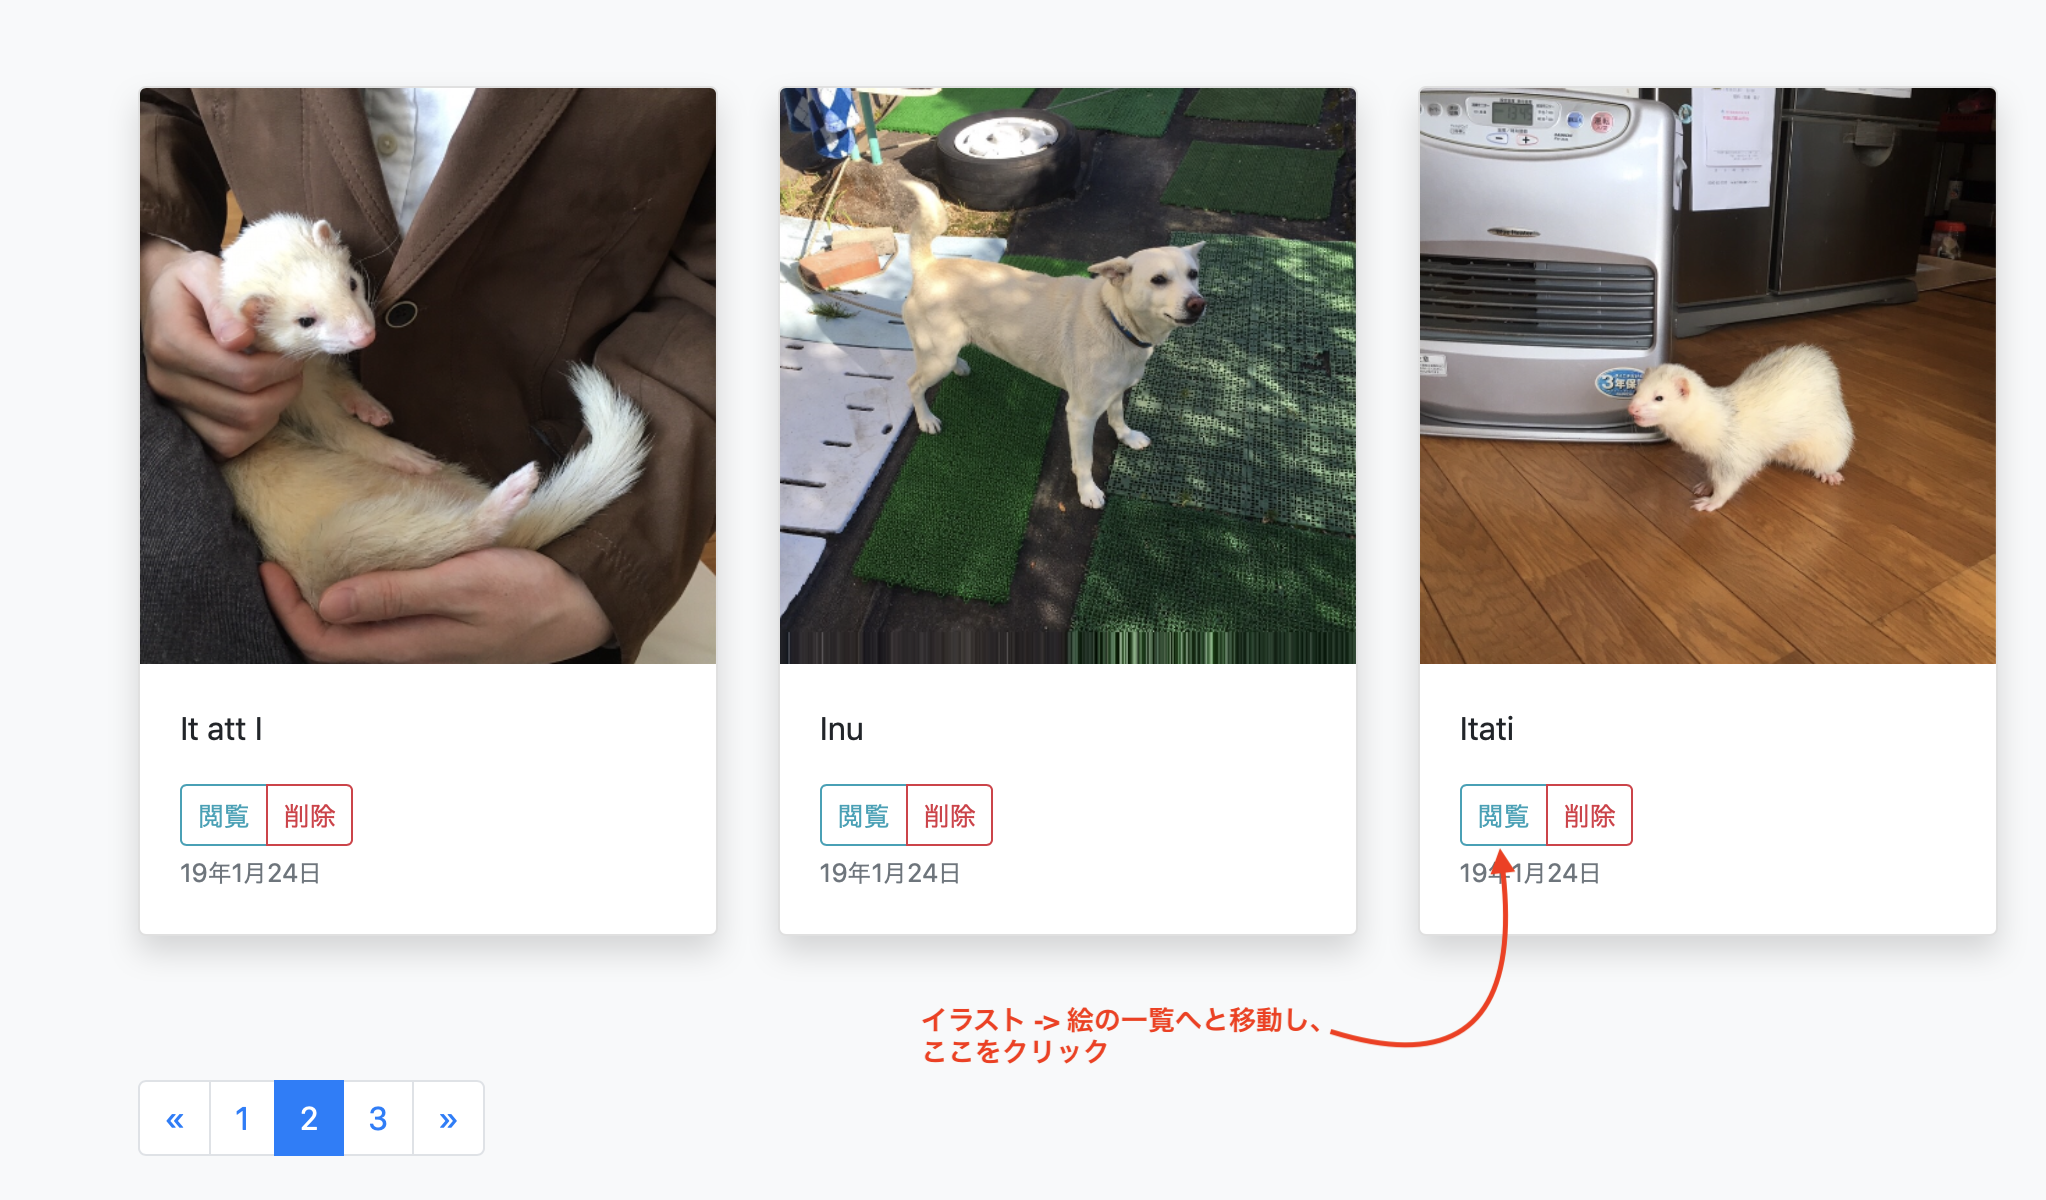 It att I
閲覧 削除
19年1月24日
Inu
閲覧 削除
19年1月24日
3年保
Itati
閲覧 削除
19年1月24日
イラスト -> 絵の一覧へと移動し、
ここをクリック
« 1 2 3 »